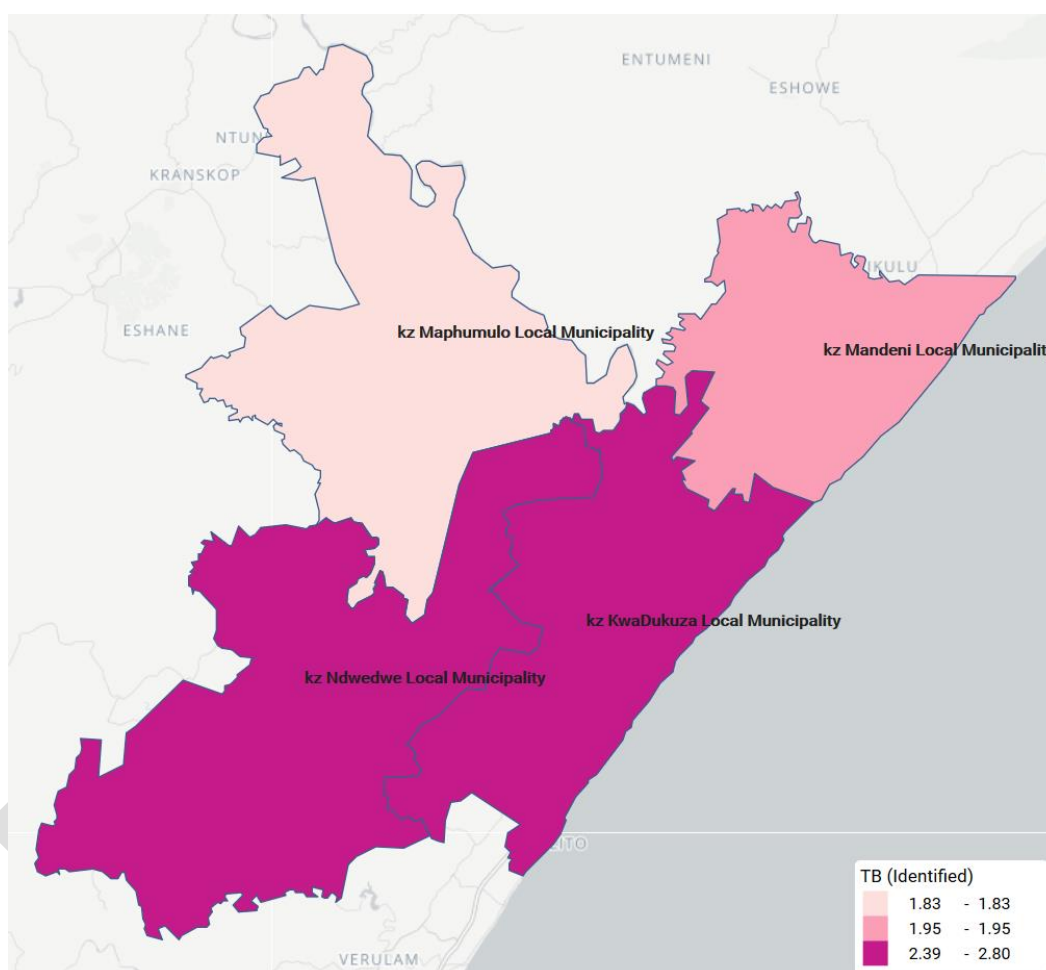 ENTUMENI
ESHOWE
NTUN
KRANSKOP
IKULU
ESHANE
kz Maphumulo Local Municipality
kz Mandeni Local Municipalit
kz KwaDukuza Local Municipality
kz Ndwedwe Local Municipality
LITO
VERULAM
TB (Identified)
1.83 - 1.83
1.95 - 1.95
2.39 - 2.80